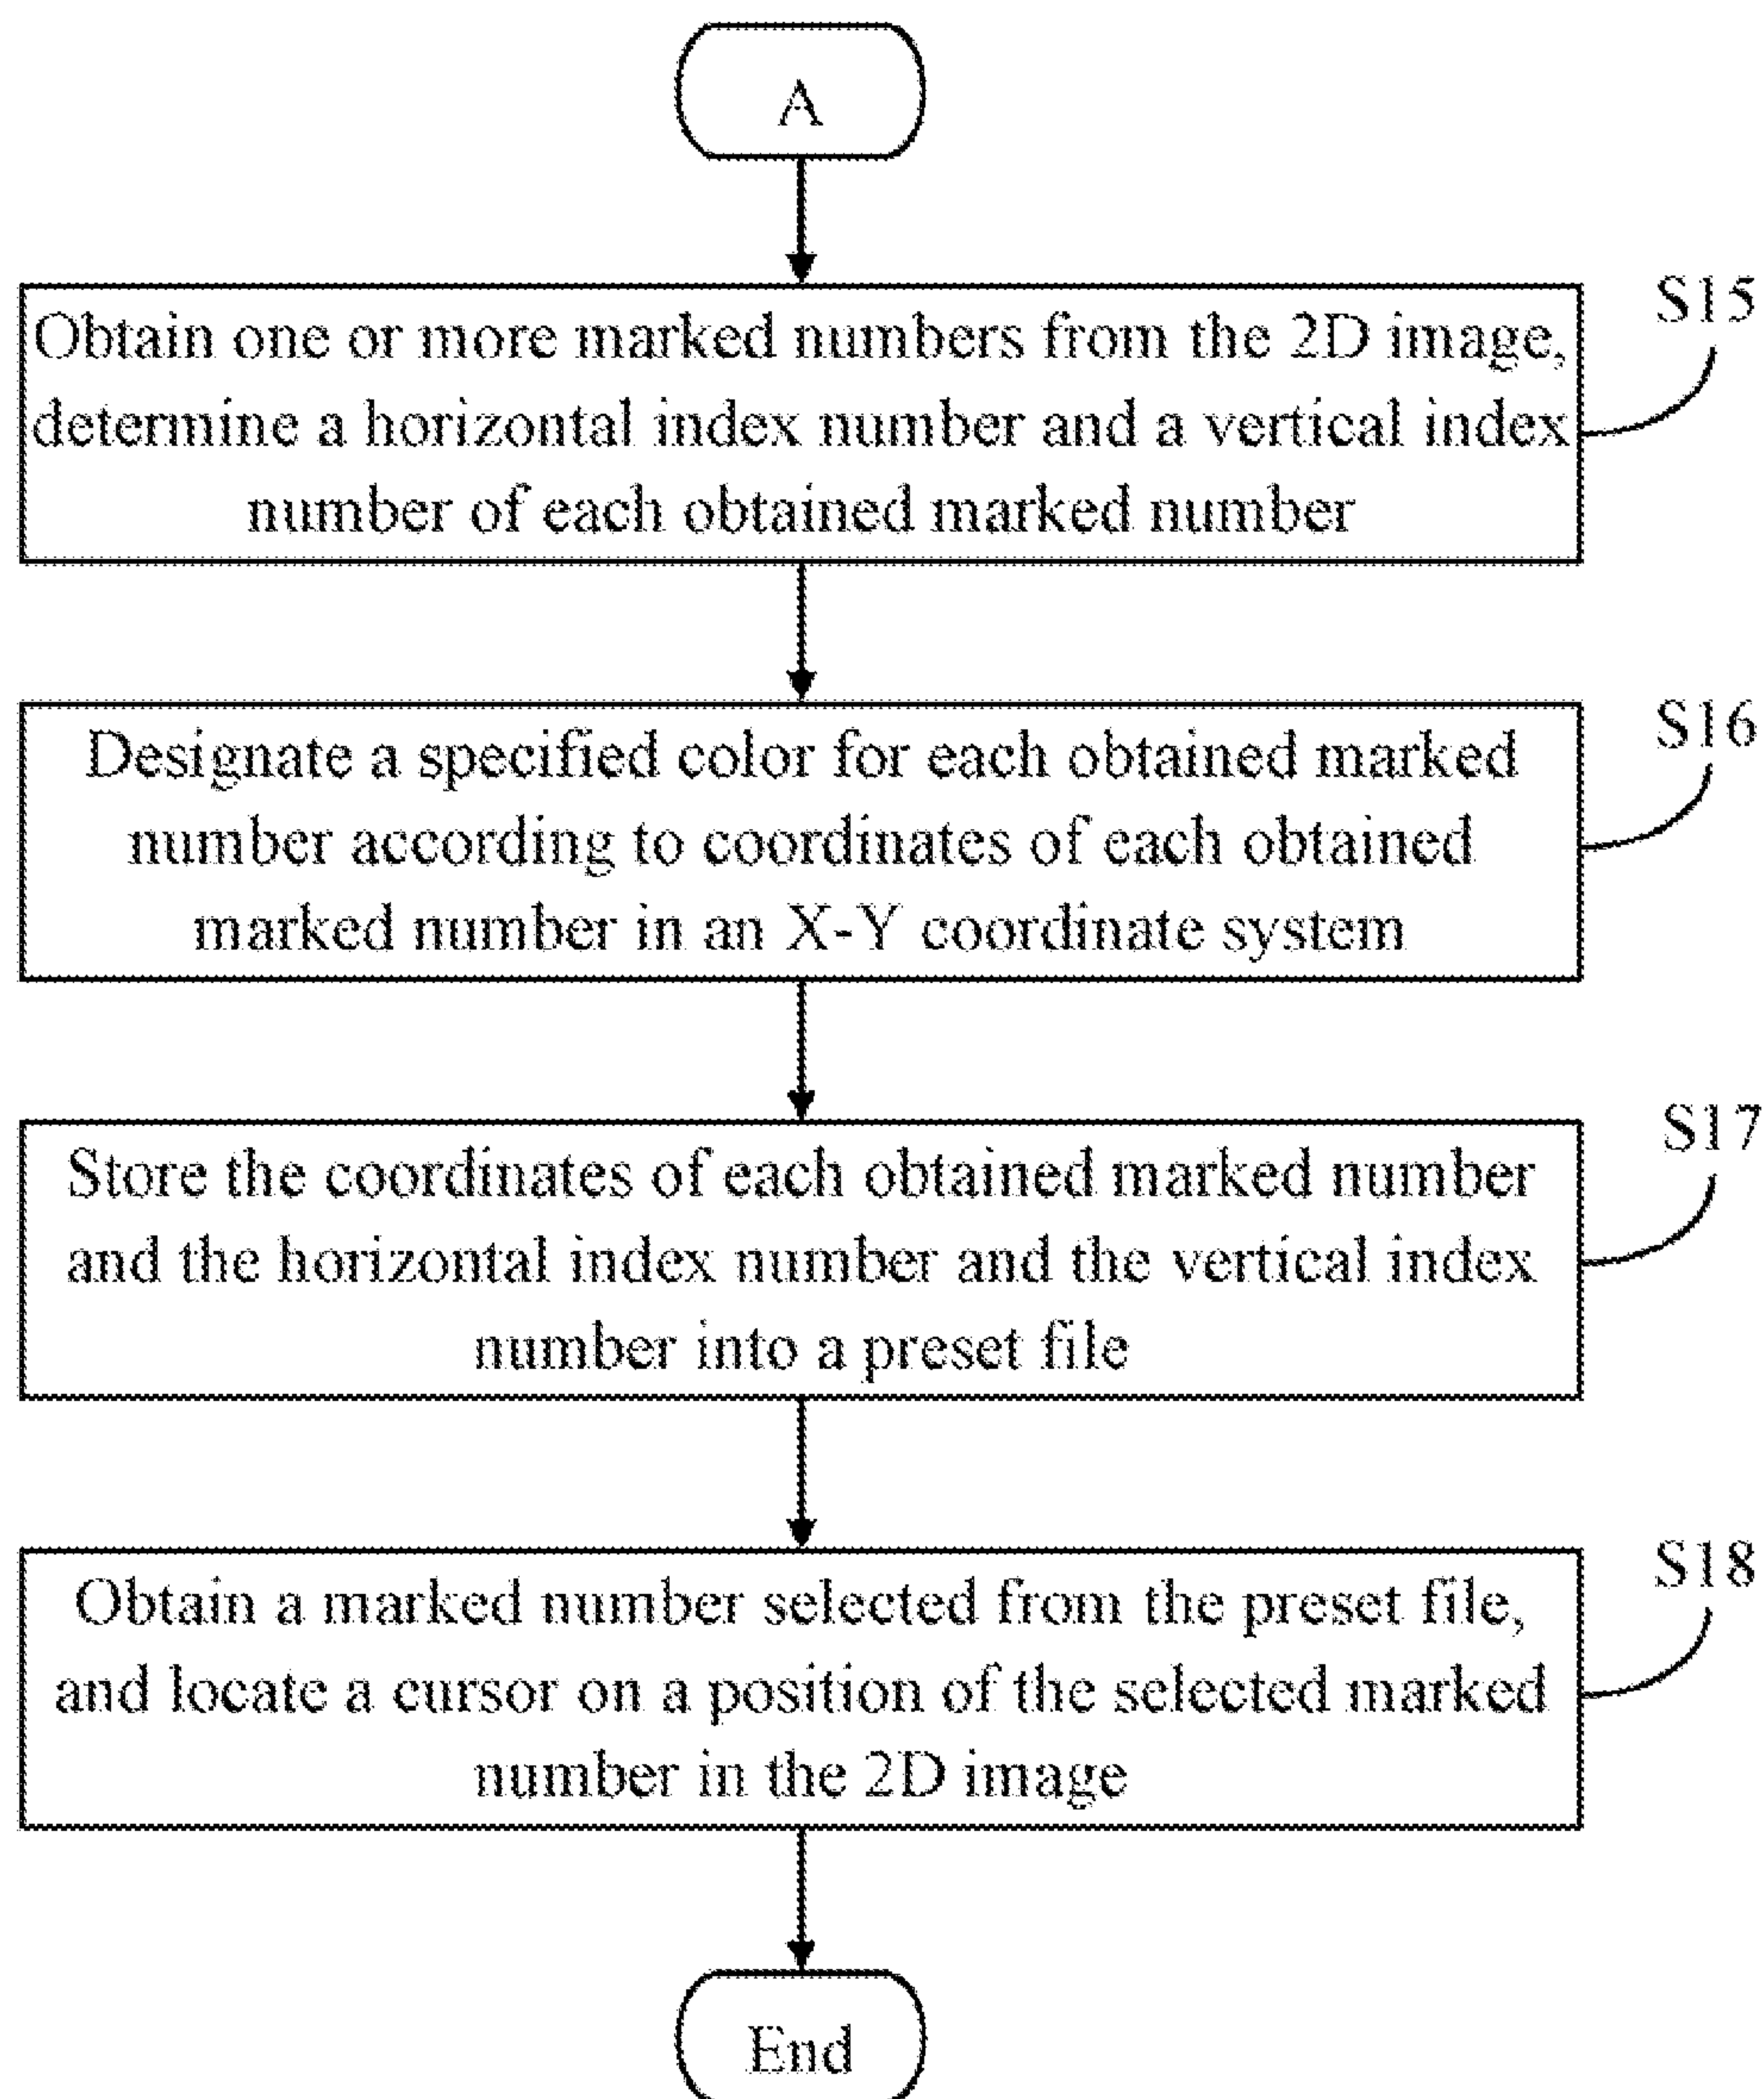 A
S15
Obtain one or more marked numbers from the 2D image,
determine a horizontal index number and a vertical index
number of each obtained marked number
S16
Designate a specified color for each obtained marked
number according to coordinates of each obtained
marked number in an X-Y coordinate system
S17
Store the coordinates of each obtained marked number
and the horizontal index number and the vertical index
number into a preset file
S18
Obtain a marked number selected from the preset file,
and locate a cursor on a position of the selected marked
number in the 2D image
End